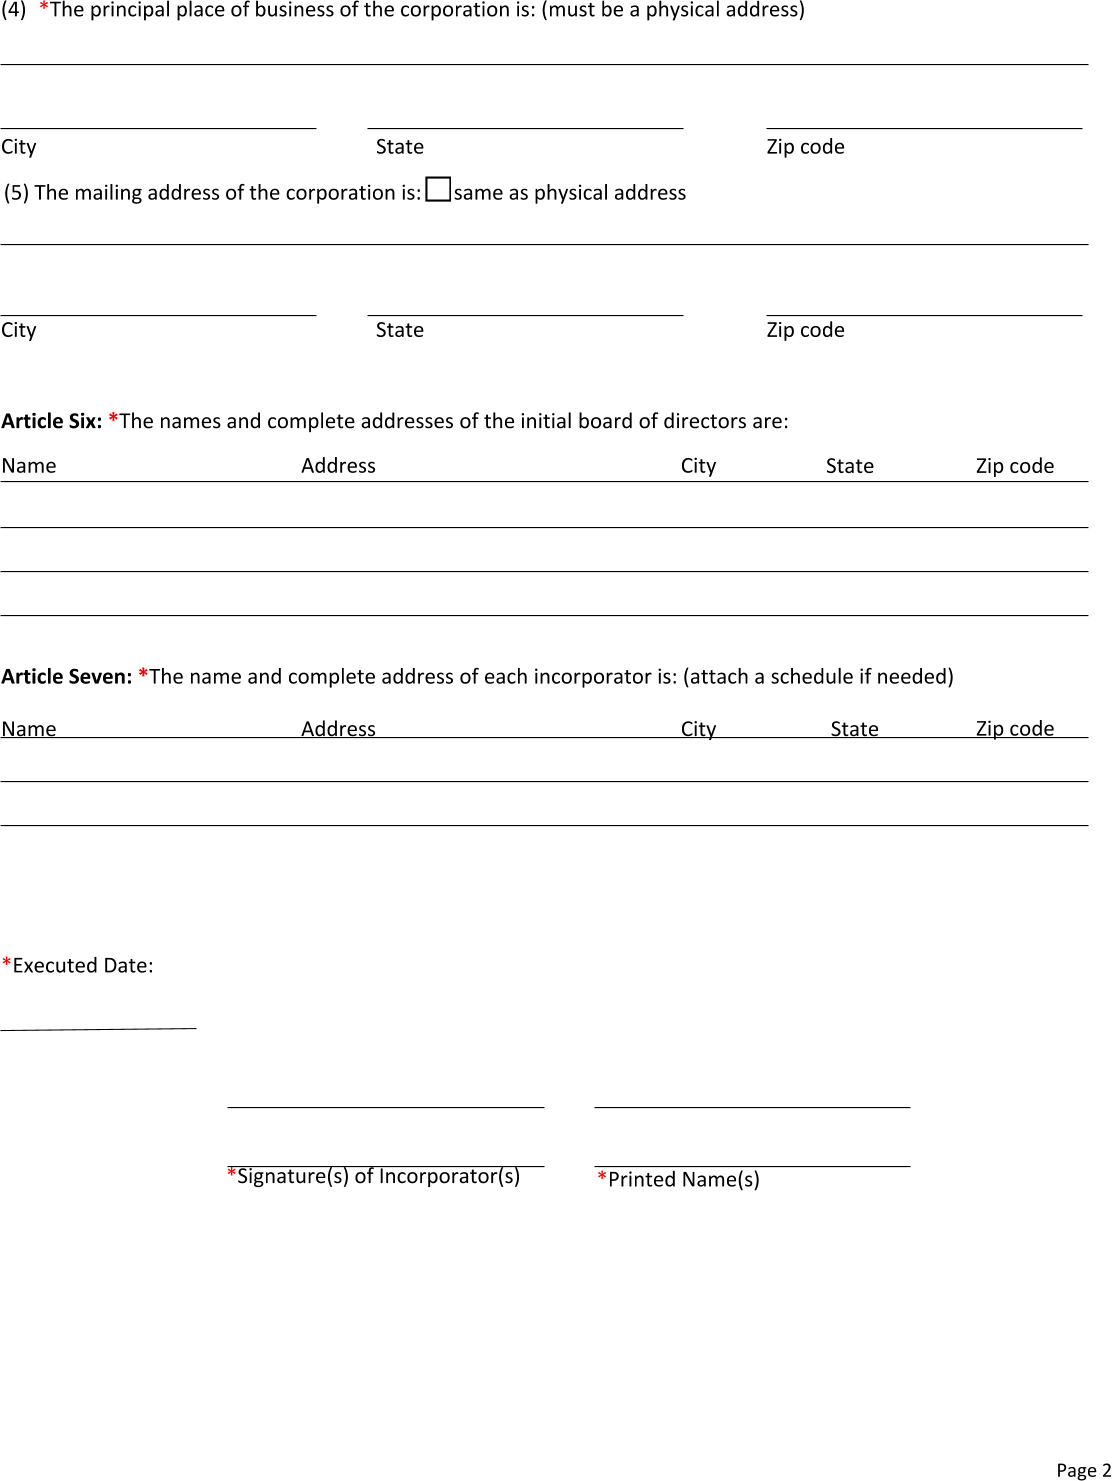 (4) *The principal place of business of the corporation is: (must be a physical address)
City State Zip code
(5) The mailing address of the corporation is: same as physical address
City State Zip code
Article Six: *The names and complete addresses of the initial board of directors are:
Name Address City State Zip code
Article Seven: *The name and complete address of each incorporator is: (attach a schedule if needed)
Name Address City State Zip code
*Executed Date:
*Signature(s) of Incorporator(s) *Printed Name(s)
Page 2